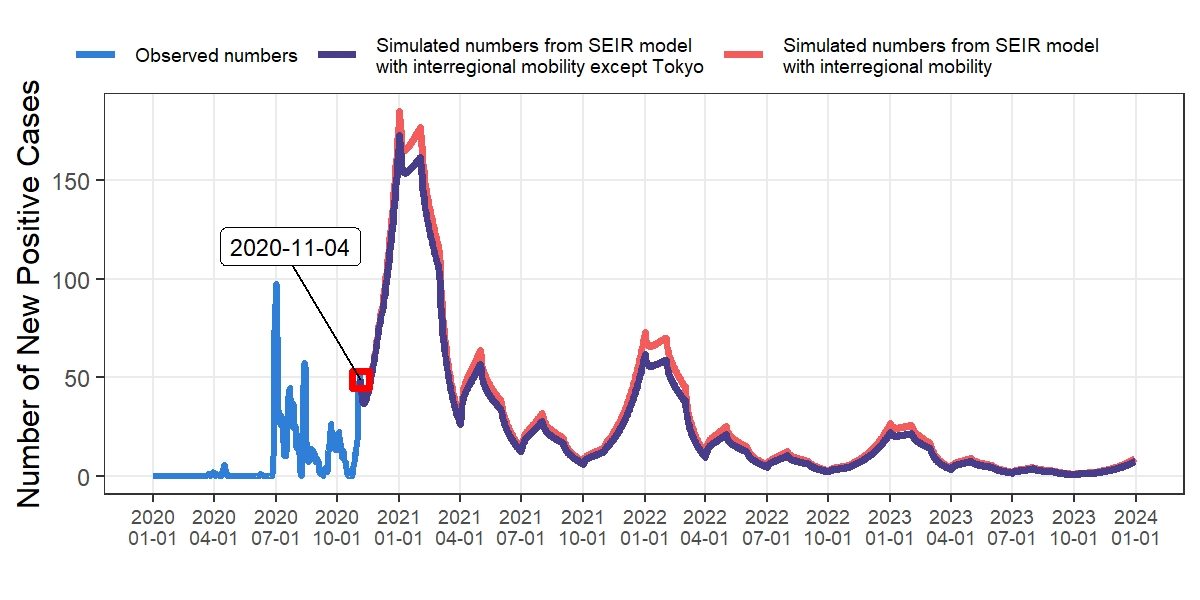 Observed numbers
Simulated numbers from SEIR model
with interregional mobility except Tokyo
Simulated numbers from SEIR model
with interregional mobility
Number of New Positive Cases
150
100
50
0
2020-11-04
2020 2020 2020 2020 2021 2021 2021 2021 2022 2022 2022 2022 2023 2023 2023 2023 2024
01-01 04-01 07-01 10-01 01-01 04-01 07-01 10-01 01-01 04-01 07-01 10-01 01-01 04-01 07-01 10-01 01-01